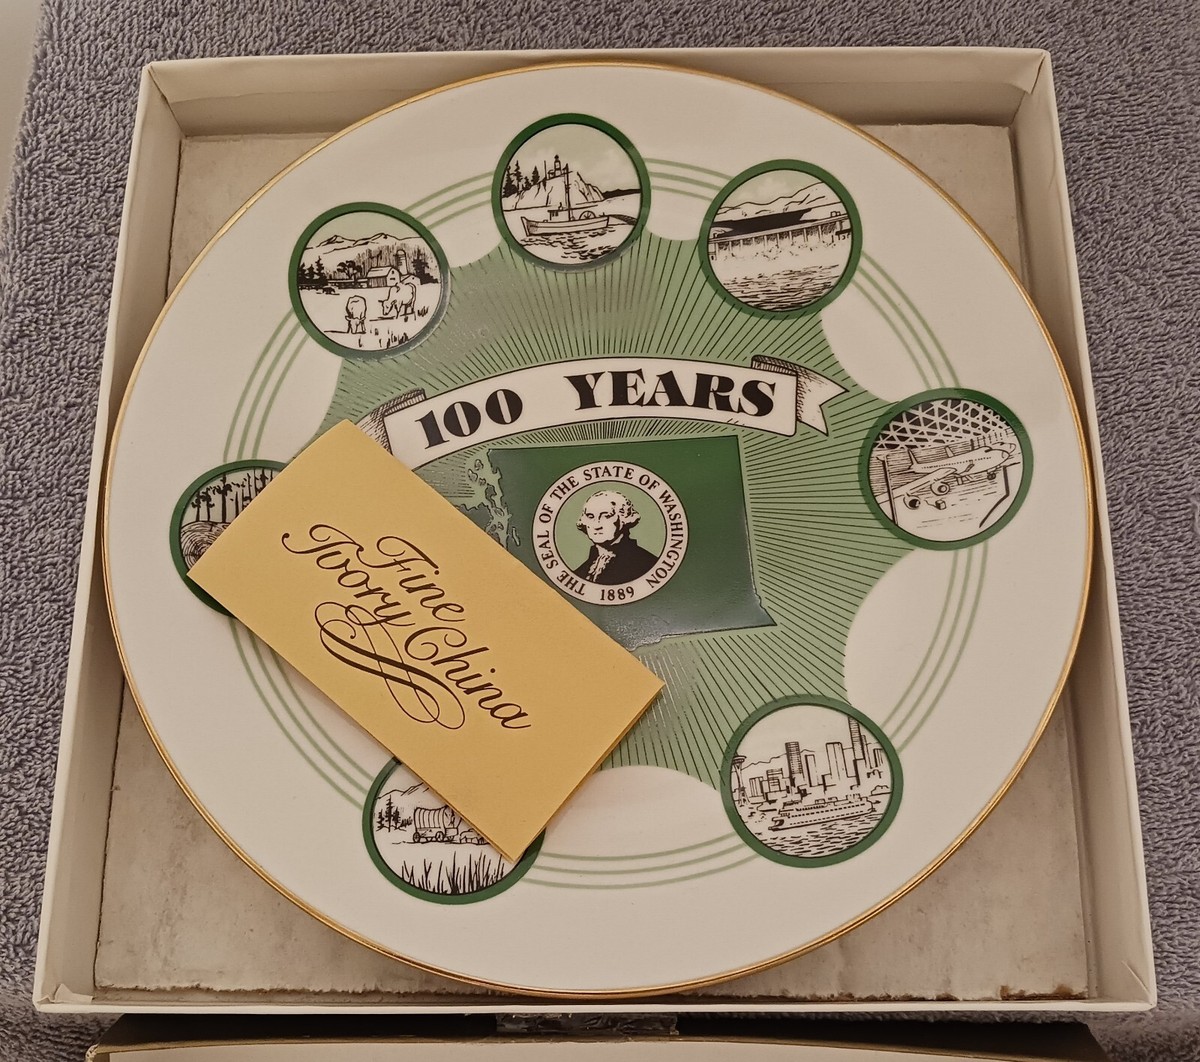 100 YEARS
THE SEAL OF THE STATE OF WASHINGTON
1889
Fine
Ivory China